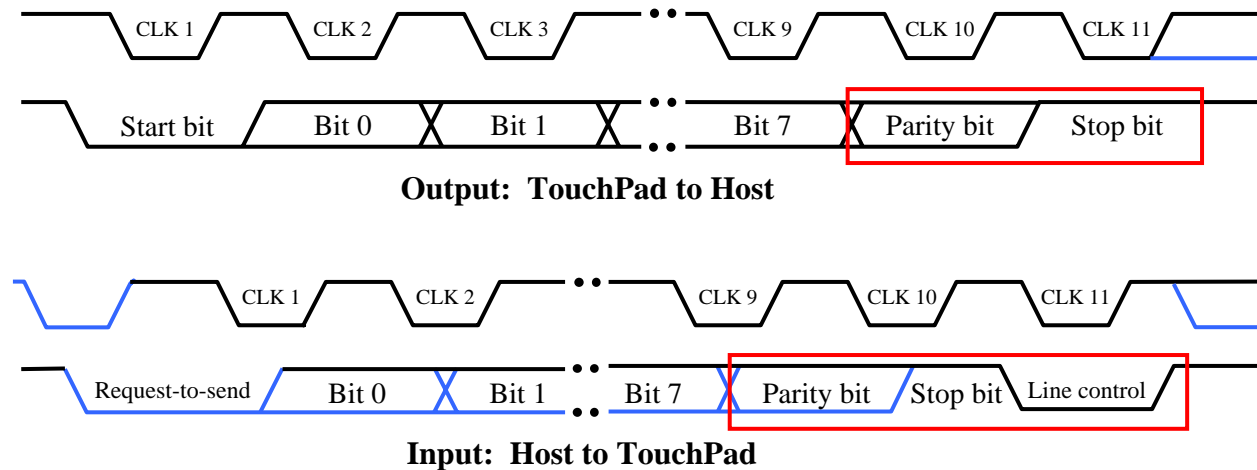 CLK 1 CLK 2 CLK 3 •• CLK 9 CLK 10 CLK 11
Start bit Bit 0 Bit 1 •• Bit 7 Parity bit Stop bit
Output: TouchPad to Host
CLK 1 CLK 2 •• CLK 9 CLK 10 CLK 11
Request-to-send Bit 0 Bit 1 •• Bit 7 Parity bit Stop bit Line control
Input: Host to TouchPad